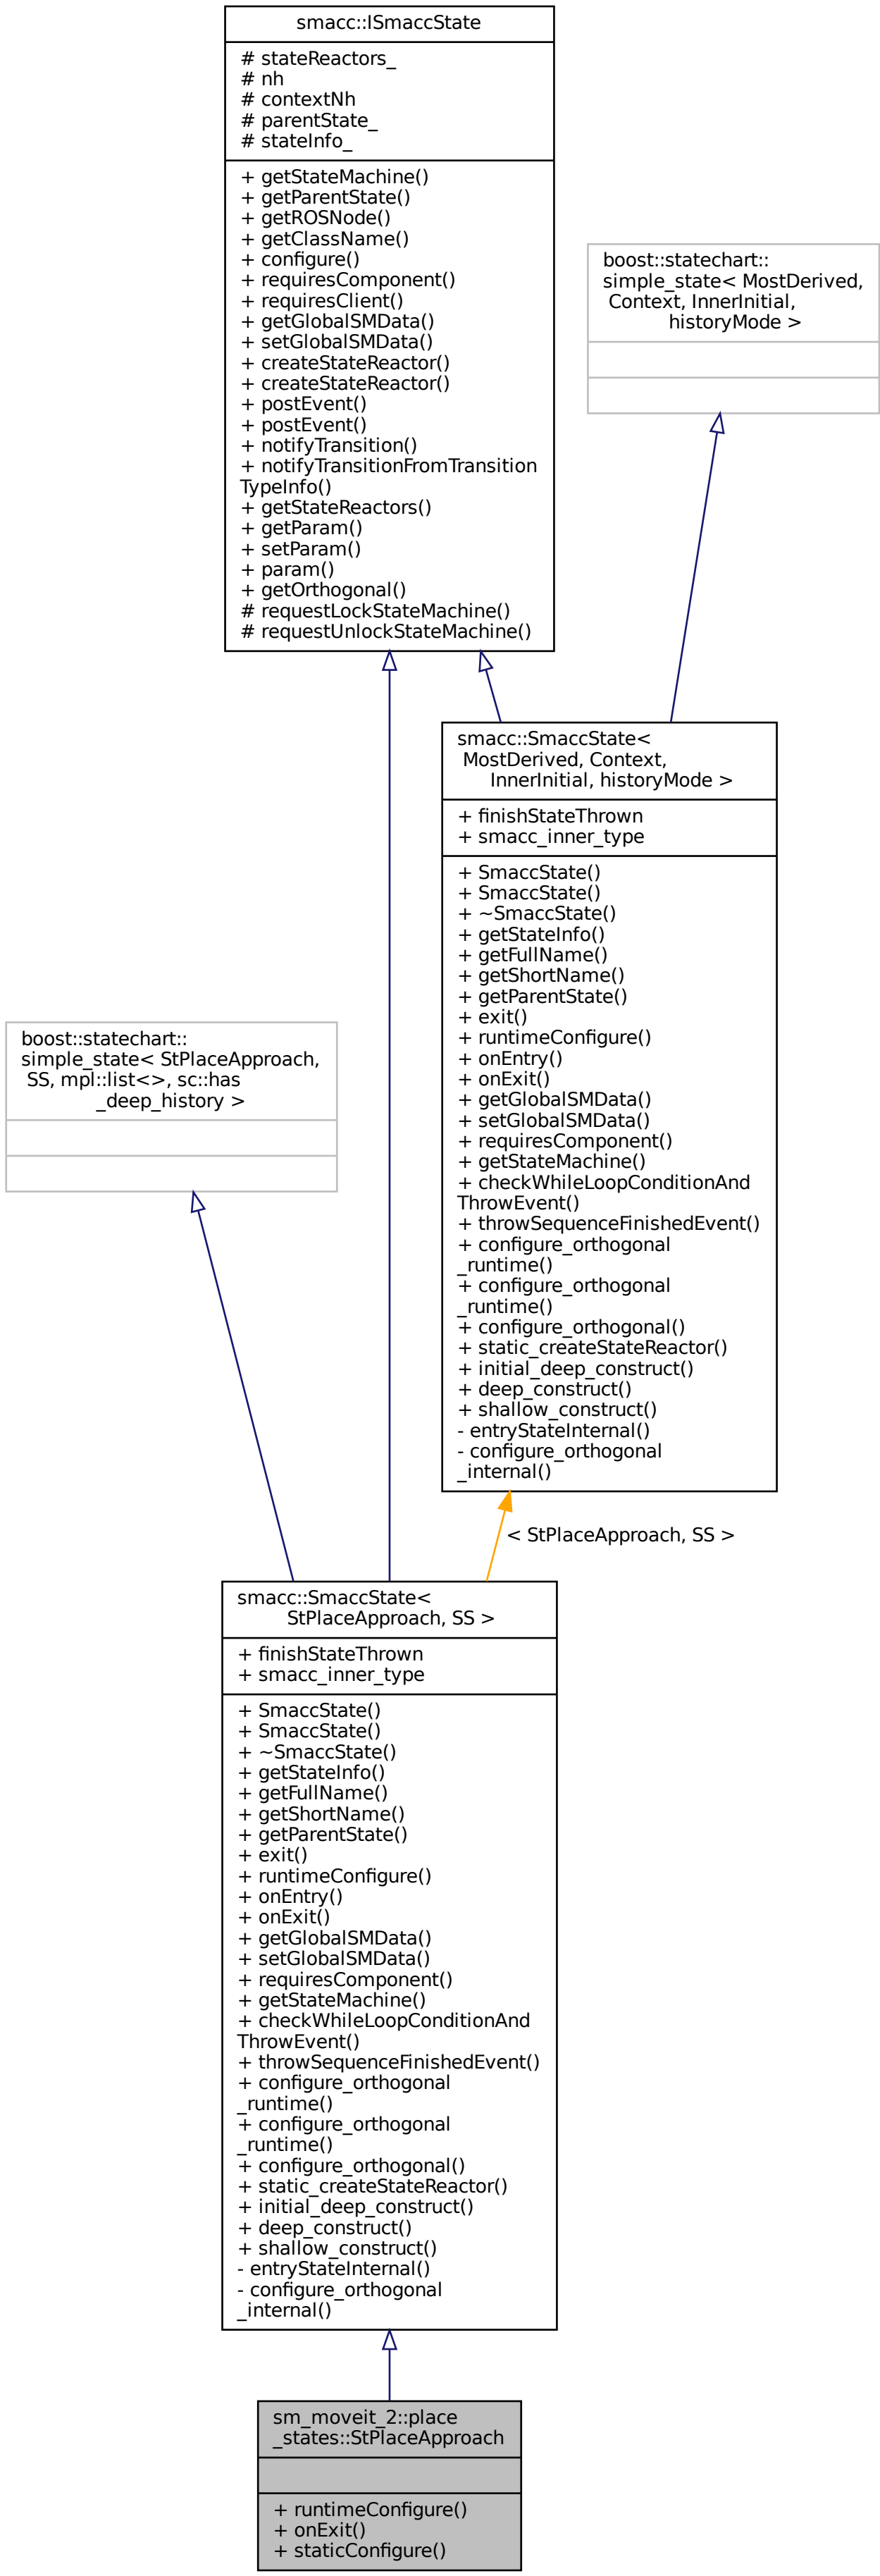 smacc::ISmaccState
# stateReactors_
# nh
# contextNh
# parentState_
# stateInfo_
+ getStateMachine()
+ getParentState()
+ getROSNode()
+ getClassName()
+ configure()
+ requiresComponent()
+ requiresClient()
+ getGlobalSMData()
+ setGlobalSMData()
+ createStateReactor()
+ createStateReactor()
+ postEvent()
+ postEvent()
+ notifyTransition()
+ notifyTransitionFromTransition
TypeInfo()
+ getStateReactors()
+ getParam()
+ setParam()
+ param()
+ getOrthogonal()
# requestLockStateMachine()
# requestUnlockStateMachine()
boost::statechart::
simple_state< MostDerived,
Context, InnerInitial,
historyMode >
smacc::SmaccState<
MostDerived, Context,
InnerInitial, historyMode >
+ finishStateThrown
+ smacc_inner_type
+ SmaccState()
+ SmaccState()
+ ~SmaccState()
+ getStateInfo()
+ getFullName()
+ getShortName()
+ getParentState()
+ exit()
+ runtimeConfigure()
+ onEntry()
+ onExit()
+ getGlobalSMData()
+ setGlobalSMData()
+ requiresComponent()
+ getStateMachine()
+ checkWhileLoopConditionAnd
ThrowEvent()
+ throwSequenceFinishedEvent()
+ configure_orthogonal
_runtime()
+ configure_orthogonal
_runtime()
+ configure_orthogonal()
+ static_createStateReactor()
+ initial_deep_construct()
+ deep_construct()
+ shallow_construct()
- entryStateInternal()
- configure_orthogonal
_internal()
boost::statechart::
simple_state< StPlaceApproach,
SS, mpl::list<>, sc::has
_deep_history >
< StPlaceApproach, SS >
smacc::SmaccState<
StPlaceApproach, SS >
+ finishStateThrown
+ smacc_inner_type
+ SmaccState()
+ SmaccState()
+ ~SmaccState()
+ getStateInfo()
+ getFullName()
+ getShortName()
+ getParentState()
+ exit()
+ runtimeConfigure()
+ onEntry()
+ onExit()
+ getGlobalSMData()
+ setGlobalSMData()
+ requiresComponent()
+ getStateMachine()
+ checkWhileLoopConditionAnd
ThrowEvent()
+ throwSequenceFinishedEvent()
+ configure_orthogonal
_runtime()
+ configure_orthogonal
_runtime()
+ configure_orthogonal()
+ static_createStateReactor()
+ initial_deep_construct()
+ deep_construct()
+ shallow_construct()
- entryStateInternal()
- configure_orthogonal
_internal()
sm_moveit_2::place
_states::StPlaceApproach
+ runtimeConfigure()
+ onExit()
+ staticConfigure()